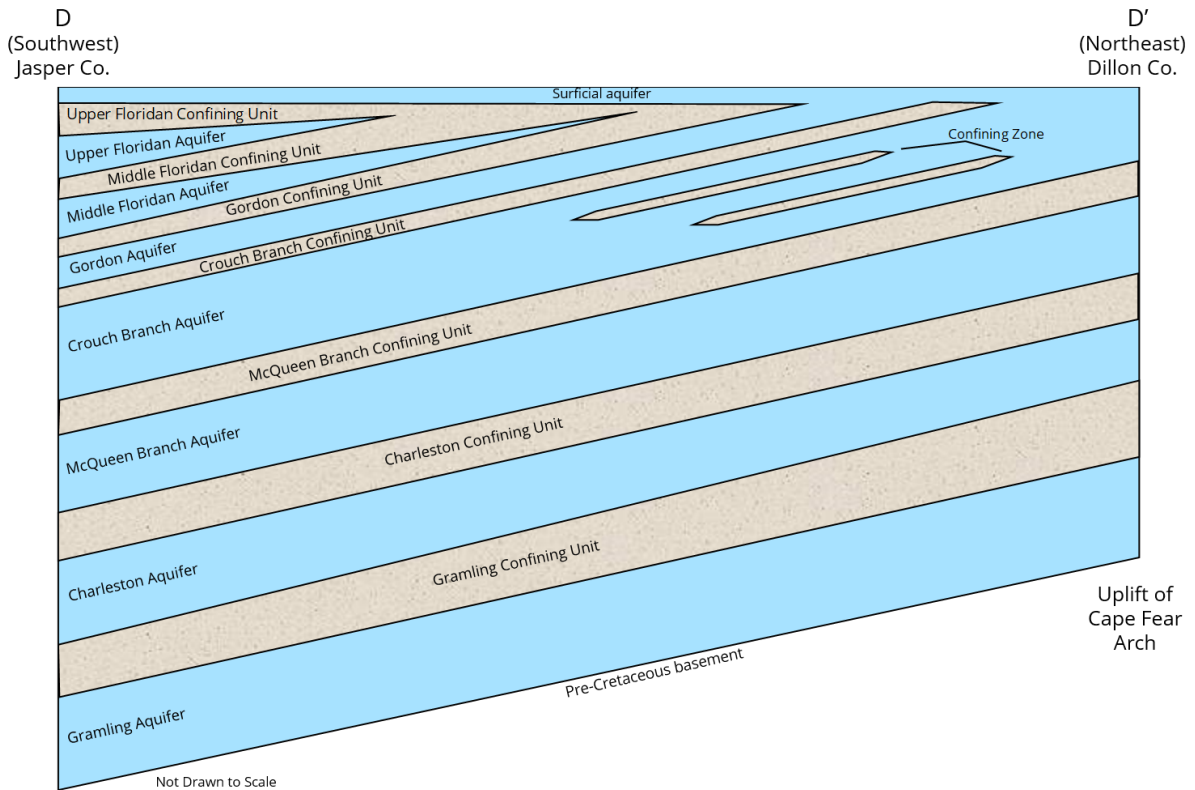 D
(Southwest)
Jasper Co.
D’
(Northeast)
Dillon Co.
Surficial aquifer
Upper Floridan Confining Unit
Confining Zone
Upper Floridan Aquifer
Middle Floridan Confining Unit
Middle Floridan Aquifer
Gordon Confining Unit
Gordon Aquifer
Crouch Branch Confining Unit
Crouch Branch Aquifer
McQueen Branch Confining Unit
McQueen Branch Aquifer
Charleston Confining Unit
Charleston Aquifer
Gramling Confining Unit
Uplift of
Cape Fear
Arch
Pre-Cretaceous basement
Gramling Aquifer
Not Drawn to Scale